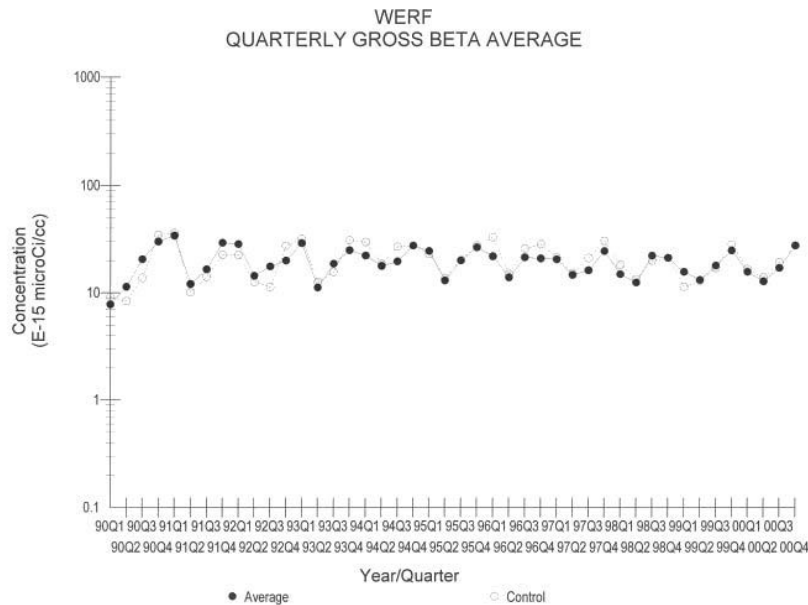 WERF
QUARTERLY GROSS BETA AVERAGE
1000
100
10
1
0.1
Concentration
(E-15 microCi/cc)
90Q1 90Q3 91Q1 91Q3 92Q1 92Q3 93Q1 93Q3 94Q1 94Q3 95Q1 95Q3 96Q1 96Q3 97Q1 97Q3 98Q1 98Q3 99Q1 99Q3 00Q1 00Q3
90Q2 90Q4 91Q2 91Q4 92Q2 92Q4 93Q2 93Q4 94Q2 94Q4 95Q2 95Q4 96Q2 96Q4 97Q2 97Q4 98Q2 98Q4 99Q2 99Q4 00Q2 00Q4
Year/Quarter
Average Control